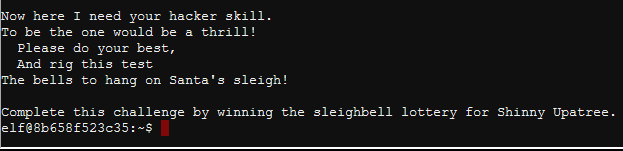 Now here I need your hacker skill.
To be the one would be a thrill!
Please do your best,
And rig this test
The bells to hang on Santa's sleigh!
Complete this challenge by winning the sleighbell lottery for Shinny Upatree.
elf@8b658f523c35:~$